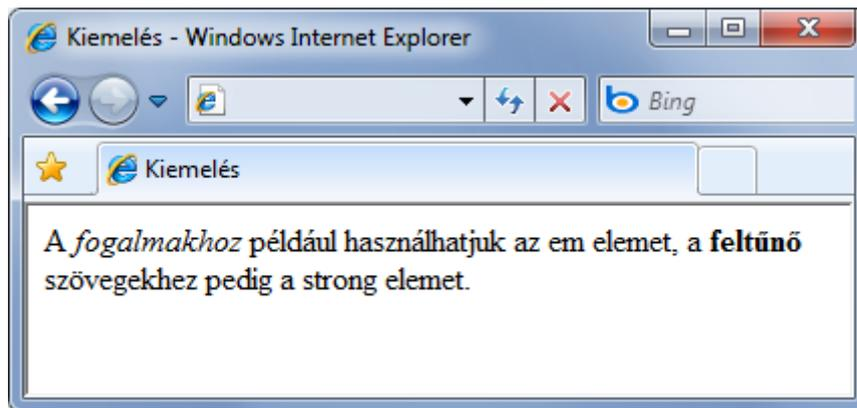 Kiemelés - Windows Internet Explorer
Bing
Kiemelés
A fogalmakhoz például használhatjuk az em elemet, a feltűnő
szövegekhez pedig a strong elemet.